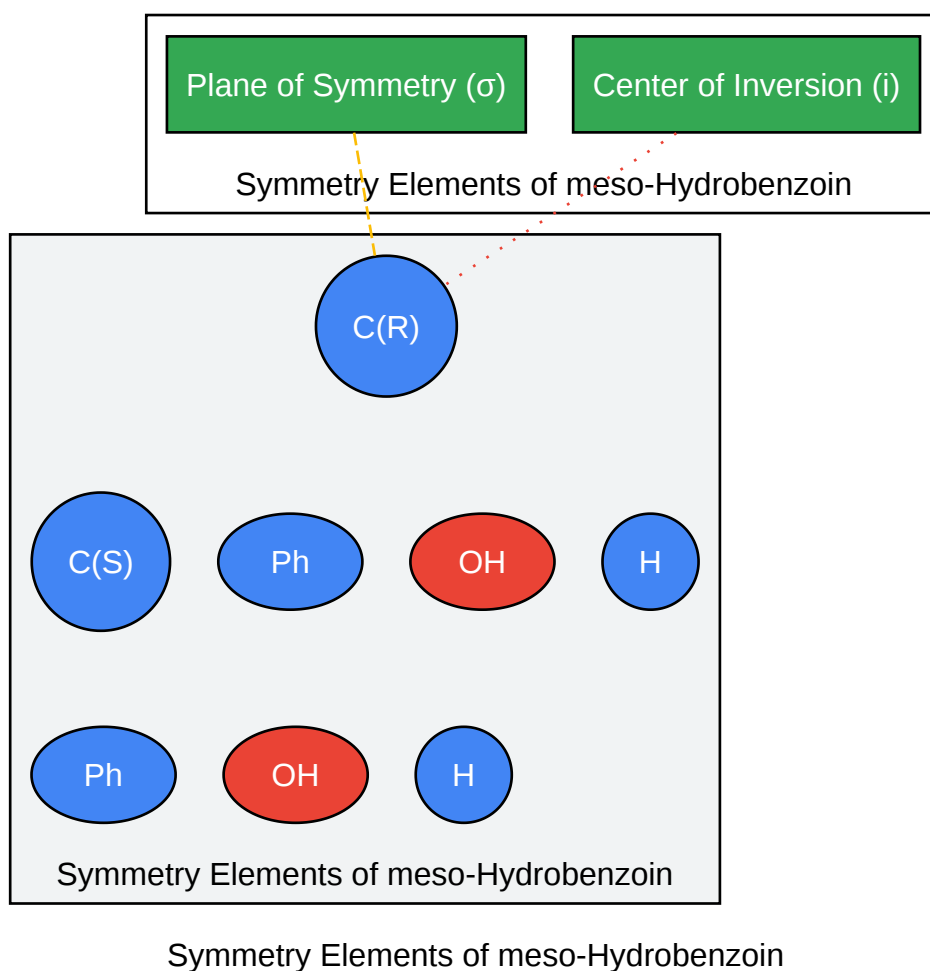 Plane of Symmetry (σ)
Center of Inversion (i)
Symmetry Elements of meso-Hydrobenzoin
C(R)
C(S)
Ph
OH
H
Ph
OH
H
Symmetry Elements of meso-Hydrobenzoin
Symmetry Elements of meso-Hydrobenzoin